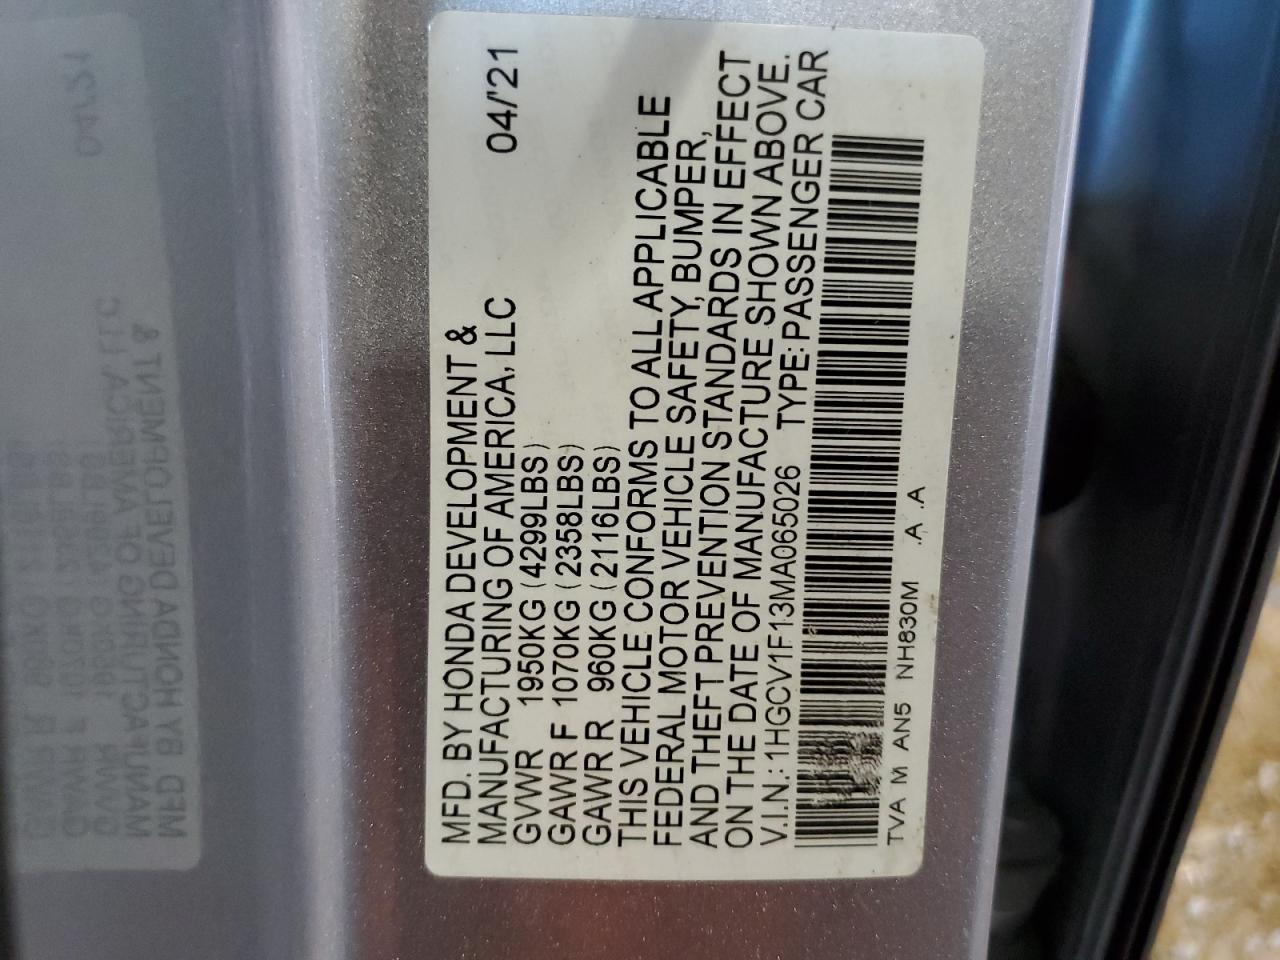 MFD. BY HONDA DEVELOPMENT &
MANUFACTURING OF AMERICA, LLC 04/'21
GVWR 1950KG (4299LBS)
GAWR F 1070KG (2358LBS)
GAWR R 960KG (2116LBS)
THIS VEHICLE CONFORMS TO ALL APPLICABLE
FEDERAL MOTOR VEHICLE SAFETY, BUMPER,
AND THEFT PREVENTION STANDARDS IN EFFECT
ON THE DATE OF MANUFACTURE SHOWN ABOVE.
V.I.N.: 1HGCV1F13MA065026 TYPE: PASSENGER CAR
TVA M AN5 NH830M .A .A